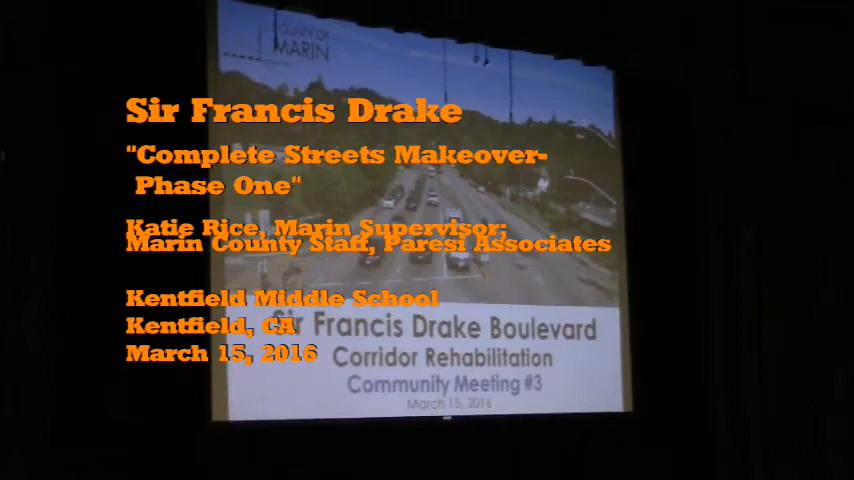 COUNTY OF
MARIN
Sir Francis Drake
"Complete Streets Makeover-
Phase One"
Katie Rice, Marin Supervisor;
Marin County Staff, Paresi Associates
Kentfield Middle School
Kentfield, CA
March 15, 2016
Sir Francis Drake Boulevard
Corridor Rehabilitation
Community Meeting #3
March 15, 2016